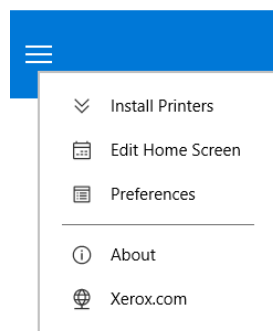 Install Printers
Edit Home Screen
Preferences
About
Xerox.com